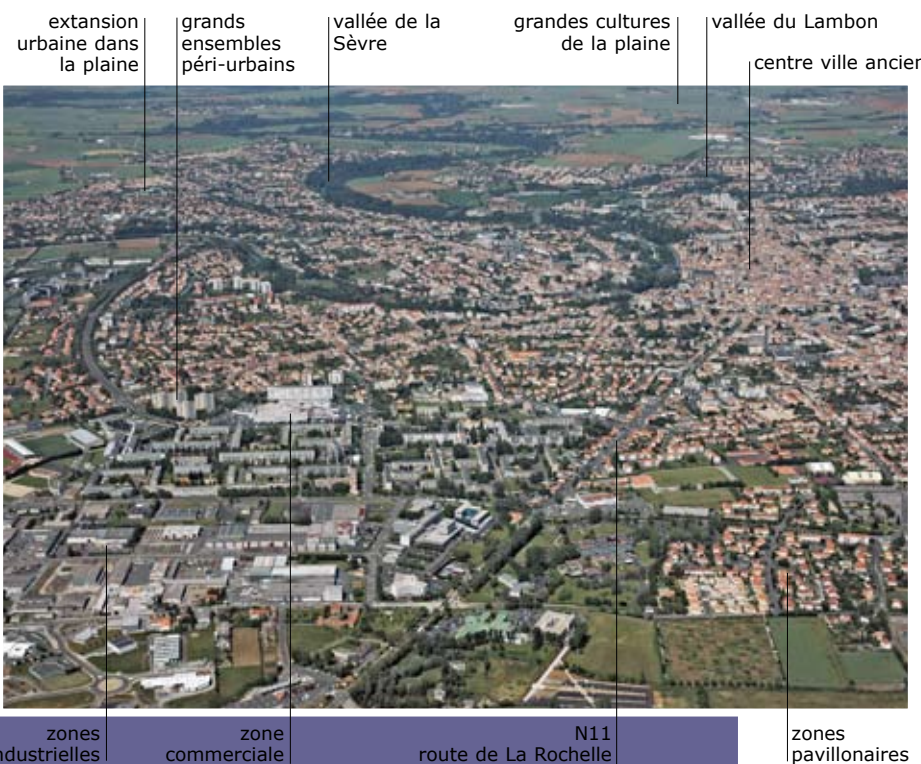 extansion
urbaine dans
la plaine
grands
ensembles
péri-urbains
vallée de la
Sèvre
grandes cultures
de la plaine
vallée du Lambon
centre ville ancien
zones
ndustrielles
zone
commerciale
N11
route de La Rochelle
zones
pavillonaires